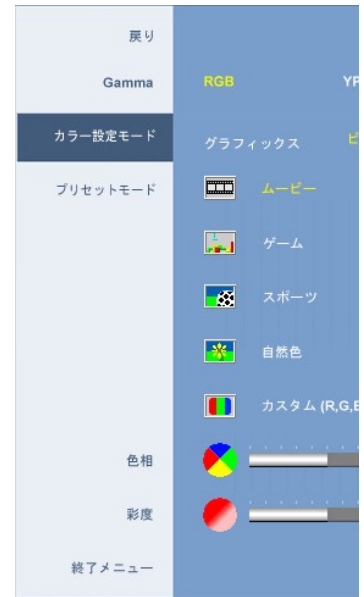 戻り
Gamma RGB YP
カラー設定モード
グラフィックス ビ
プリセットモード ムービー
ゲーム
スポーツ
自然色
カスタム (R,G,
色相
彩度
終了メニュー